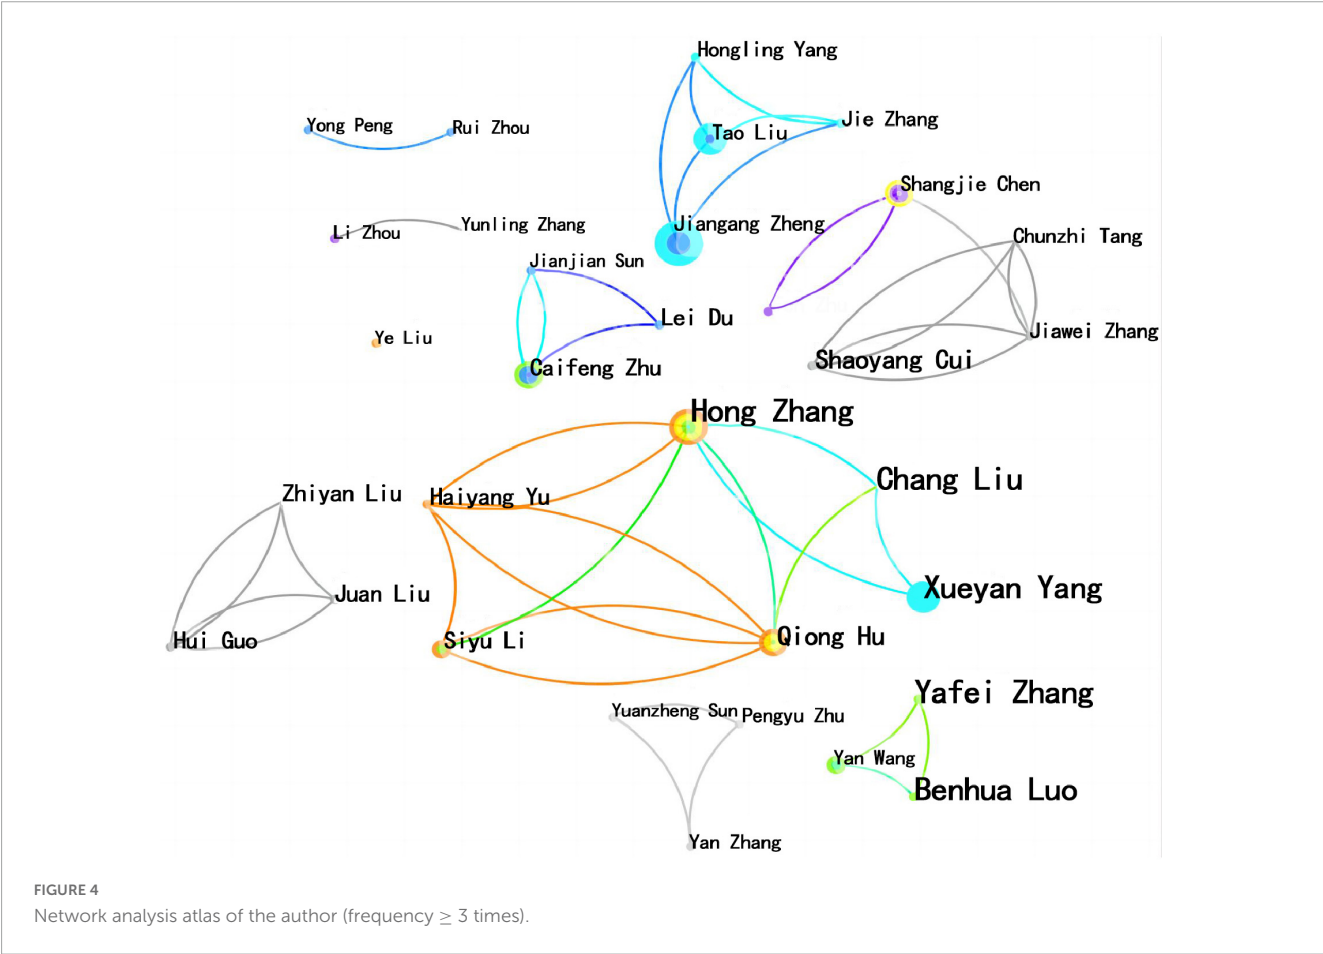 Hongling Yang
Yong Peng
Rui Zhou
Tao Liu
Jie Zhang
Shangjie Chen
Li Zhou
Yunling Zhang
Jiangang Zheng
Chunzhi Tang
Jianjian Sun
Lei Du
Jiawei Zhang
Ye Liu
Caifeng Zhu
Shaoyang Cui
Hong Zhang
Chang Liu
Zhiyan Liu
Haiyang Yu
Juan Liu
Xueyan Yang
Hui Guo
Siyu Li
Qiong Hu
Yafei Zhang
Yuanzheng Sun
Pengyu Zhu
Yan Wang
Benhua Luo
Yan Zhang
FIGURE 4
Network analysis atlas of the author (frequency ≥ 3 times).